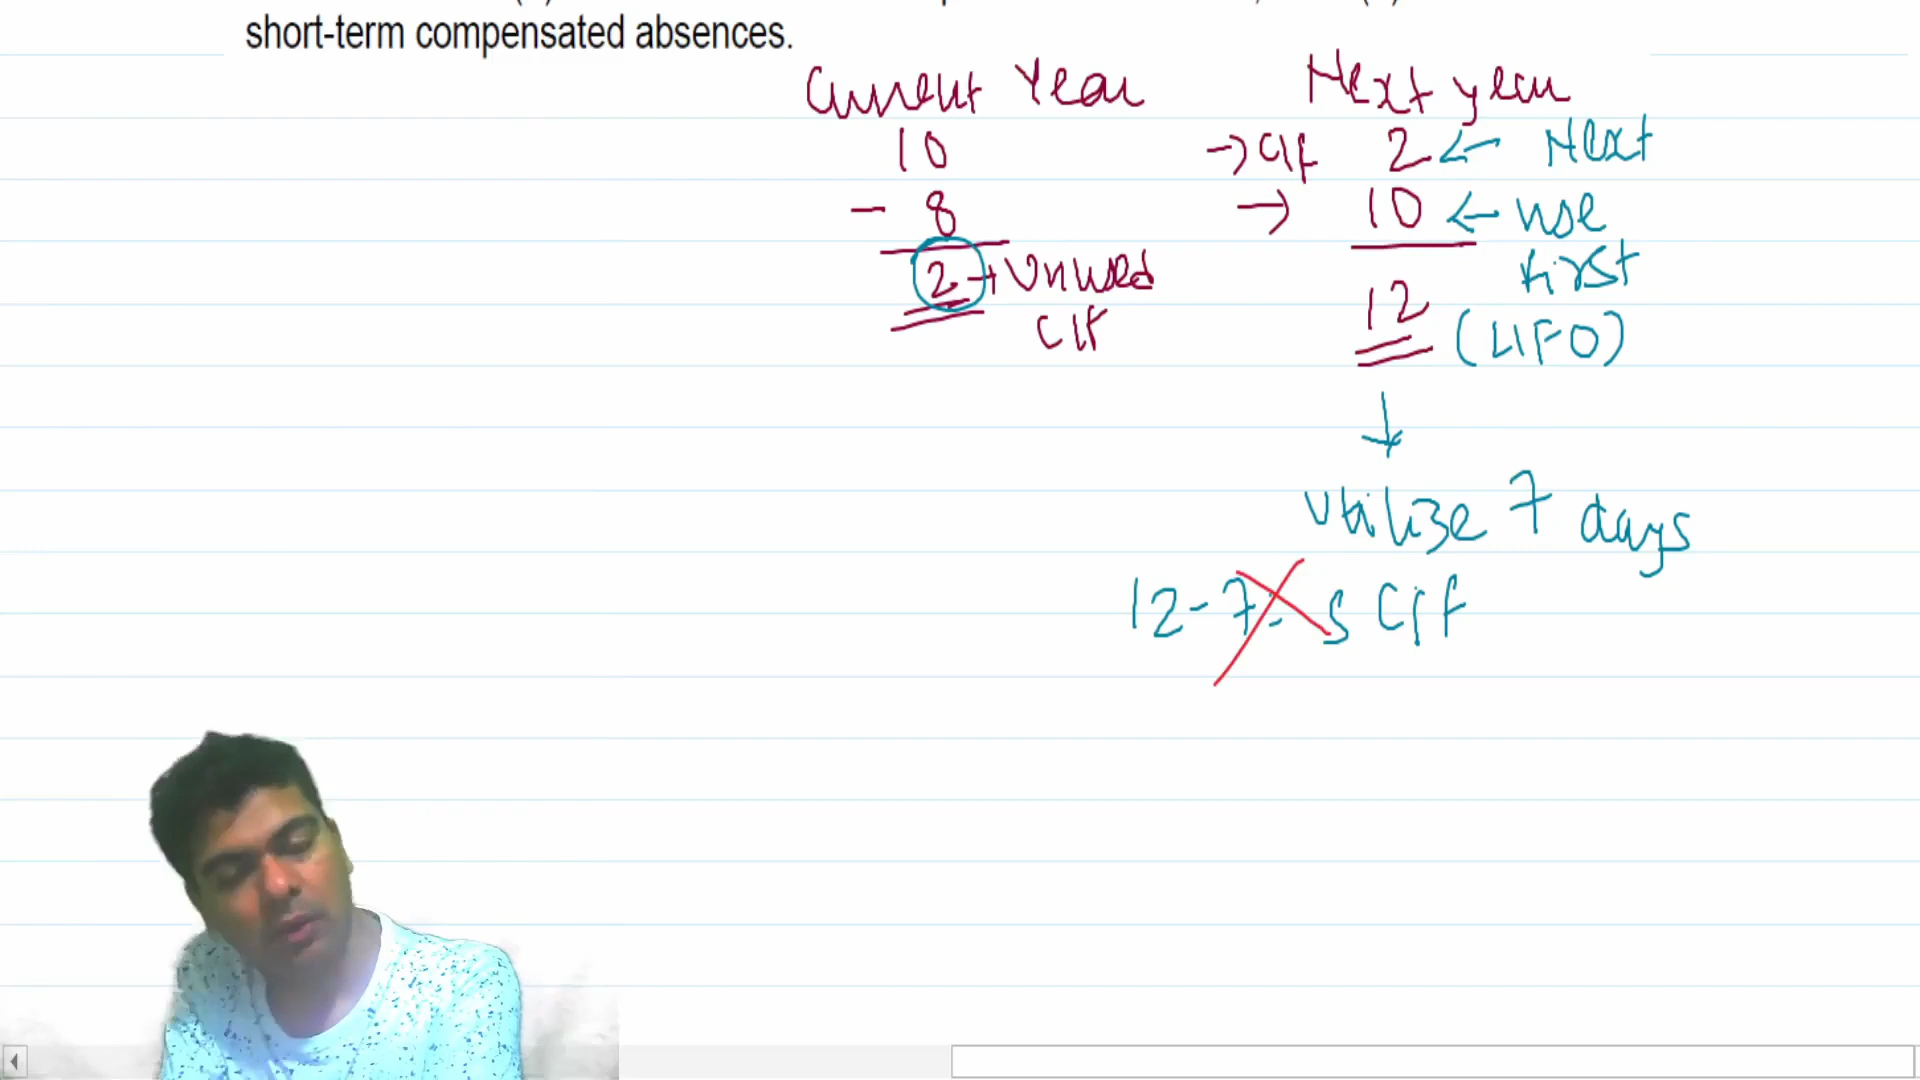 short-term compensated absences.
Current Year
10
- 8
2 → Unused
C/F
Next year
→ C/F 2 ← Next
→ 10 ← use
first
12 (LIFO)
↓
Utilize 7 days
12-7= 5 C/F